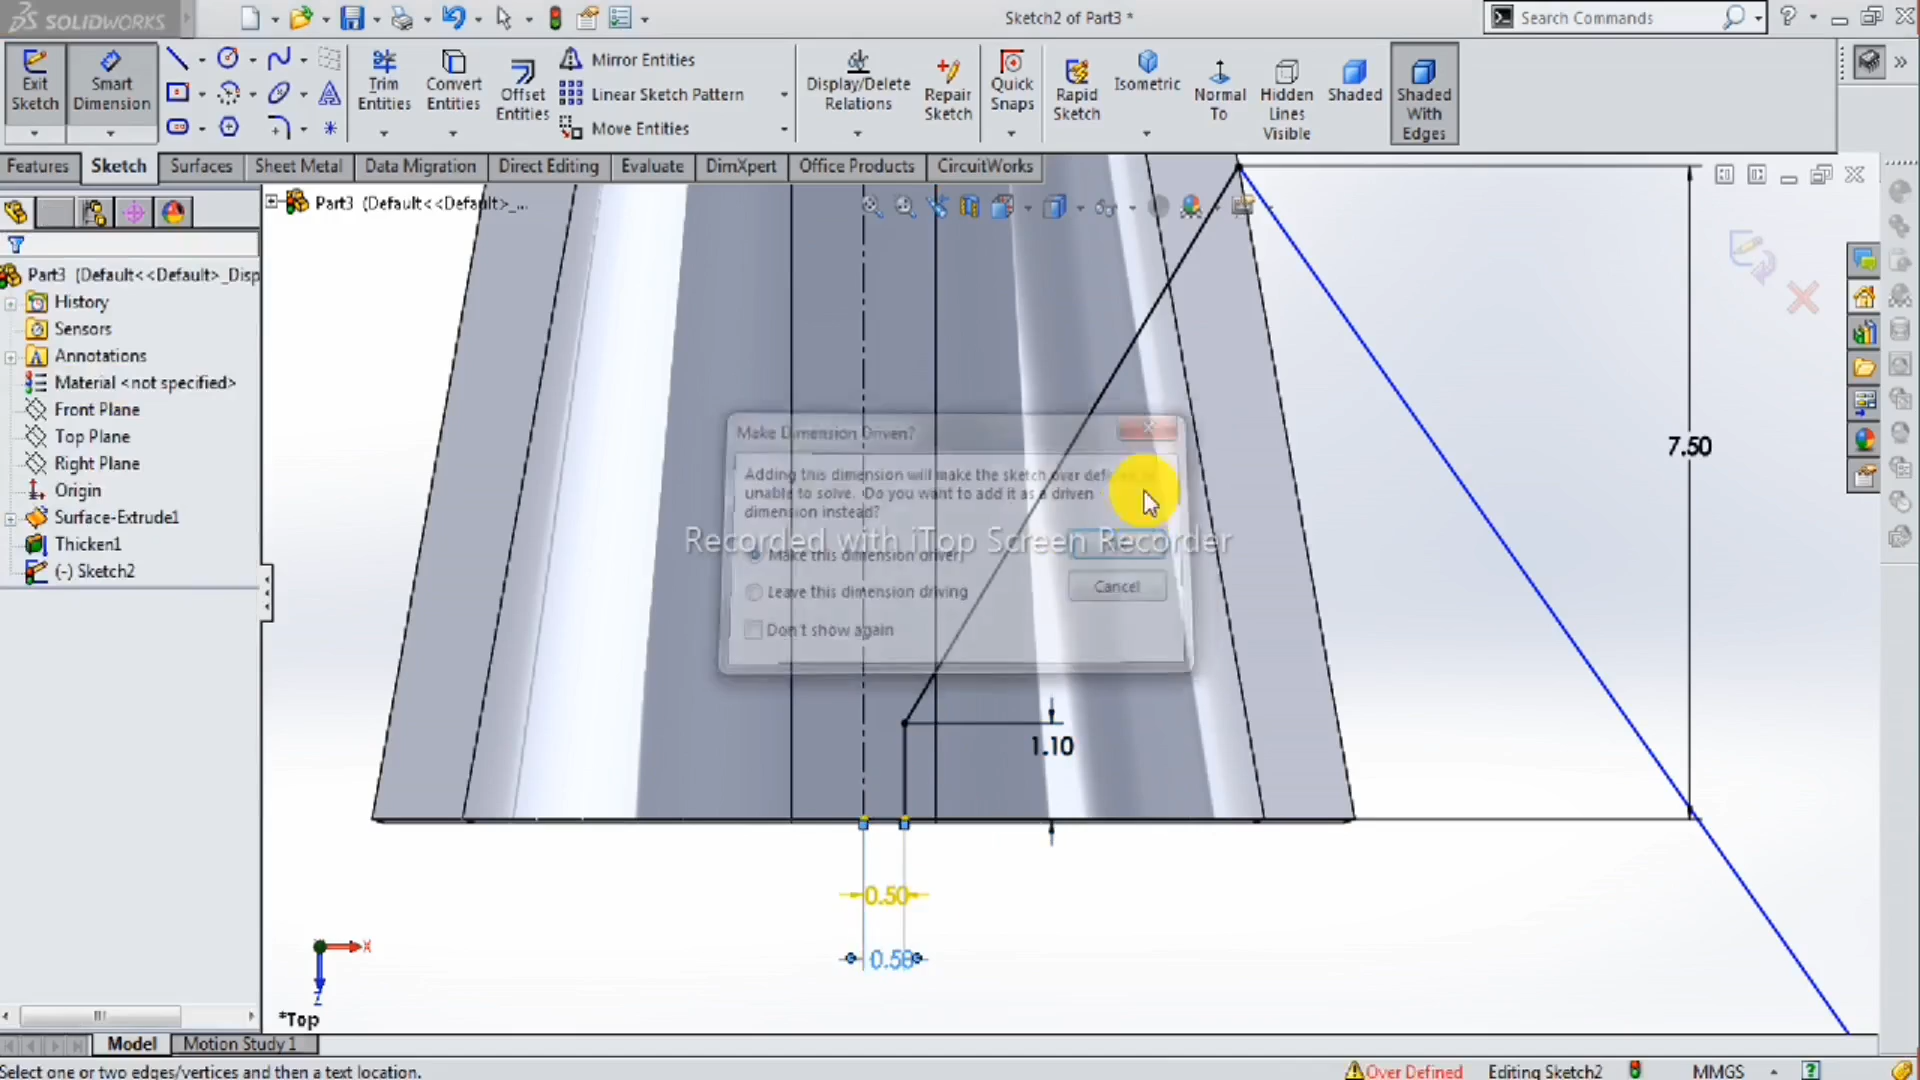 SOLIDWORKS
Sketch2 of Part3 *
Search Commands
Exit Sketch
Smart Dimension
Trim Entities
Convert Entities
Offset Entities
Mirror Entities
Linear Sketch Pattern
Move Entities
Display/Delete Relations
Repair Sketch
Quick Snaps
Rapid Sketch
Isometric
Normal To
Hidden Lines Visible
Shaded
Shaded With Edges
Features
Sketch
Surfaces
Sheet Metal
Data Migration
Direct Editing
Evaluate
DimXpert
Office Products
CircuitWorks
Part3 (Default<<Default>_...
Part3 (Default<<Default>_Disp
History
Sensors
Annotations
Material <not specified>
Front Plane
Top Plane
Right Plane
Origin
Surface-Extrude1
Thicken1
(-) Sketch2
Make Dimension Driven?
Adding this dimension will make the sketch over
unable to solve. Do you want to add it as a driven
dimension instead?
Make this dimension driven
Leave this dimension driving
Don't show again
Cancel
Recorded with iTop Screen Recorder
7.50
1.10
0.50
0.58
X
Z
*Top
Model
Motion Study 1
Select one or two edges/vertices and then a text location.
Over Defined
Editing Sketch2
MMGS